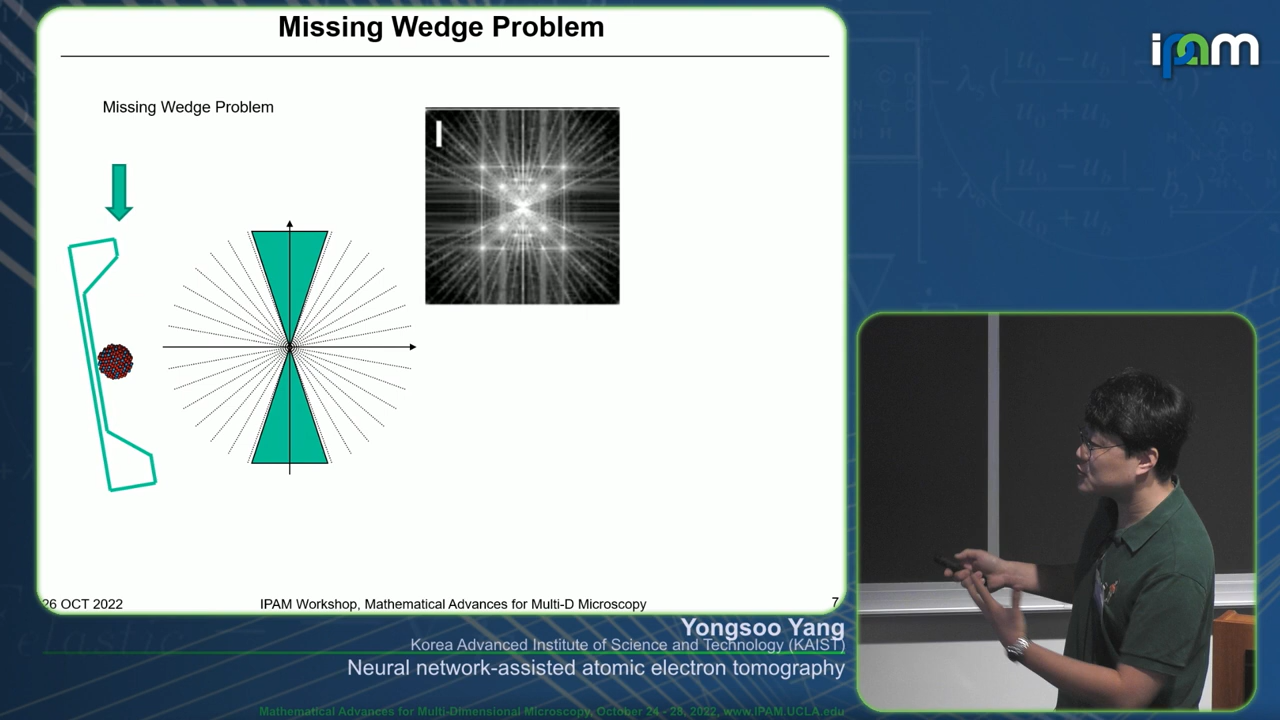 Missing Wedge Problem
ipam
Missing Wedge Problem
26 OCT 2022
IPAM Workshop, Mathematical Advances for Multi-D Microscopy
7
Yongsoo Yang
Korea Advanced Institute of Science and Technology (KAIST)
Neural network-assisted atomic electron tomography
Mathematical Advances for Multi-Dimensional Microscopy, October 24 - 28, 2022, www.IPAM.UCLA.edu